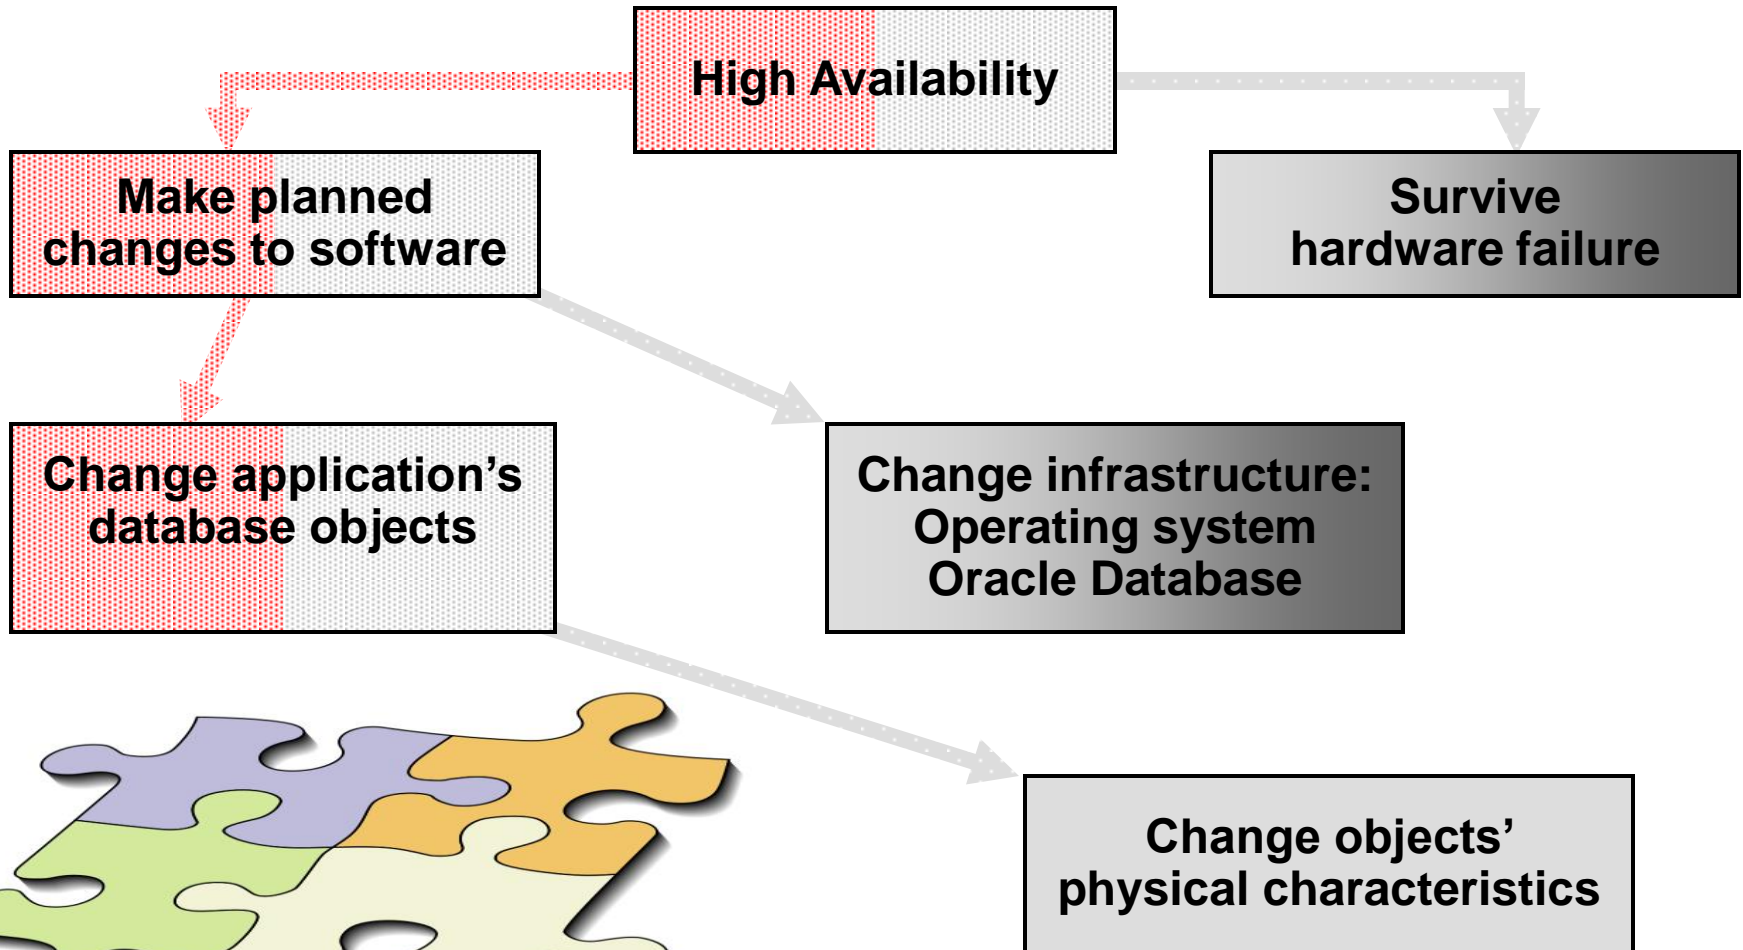 High Availability
Make planned
changes to software
Survive
hardware failure
Change application’s
database objects
Change infrastructure:
Operating system
Oracle Database
Change objects’
physical characteristics